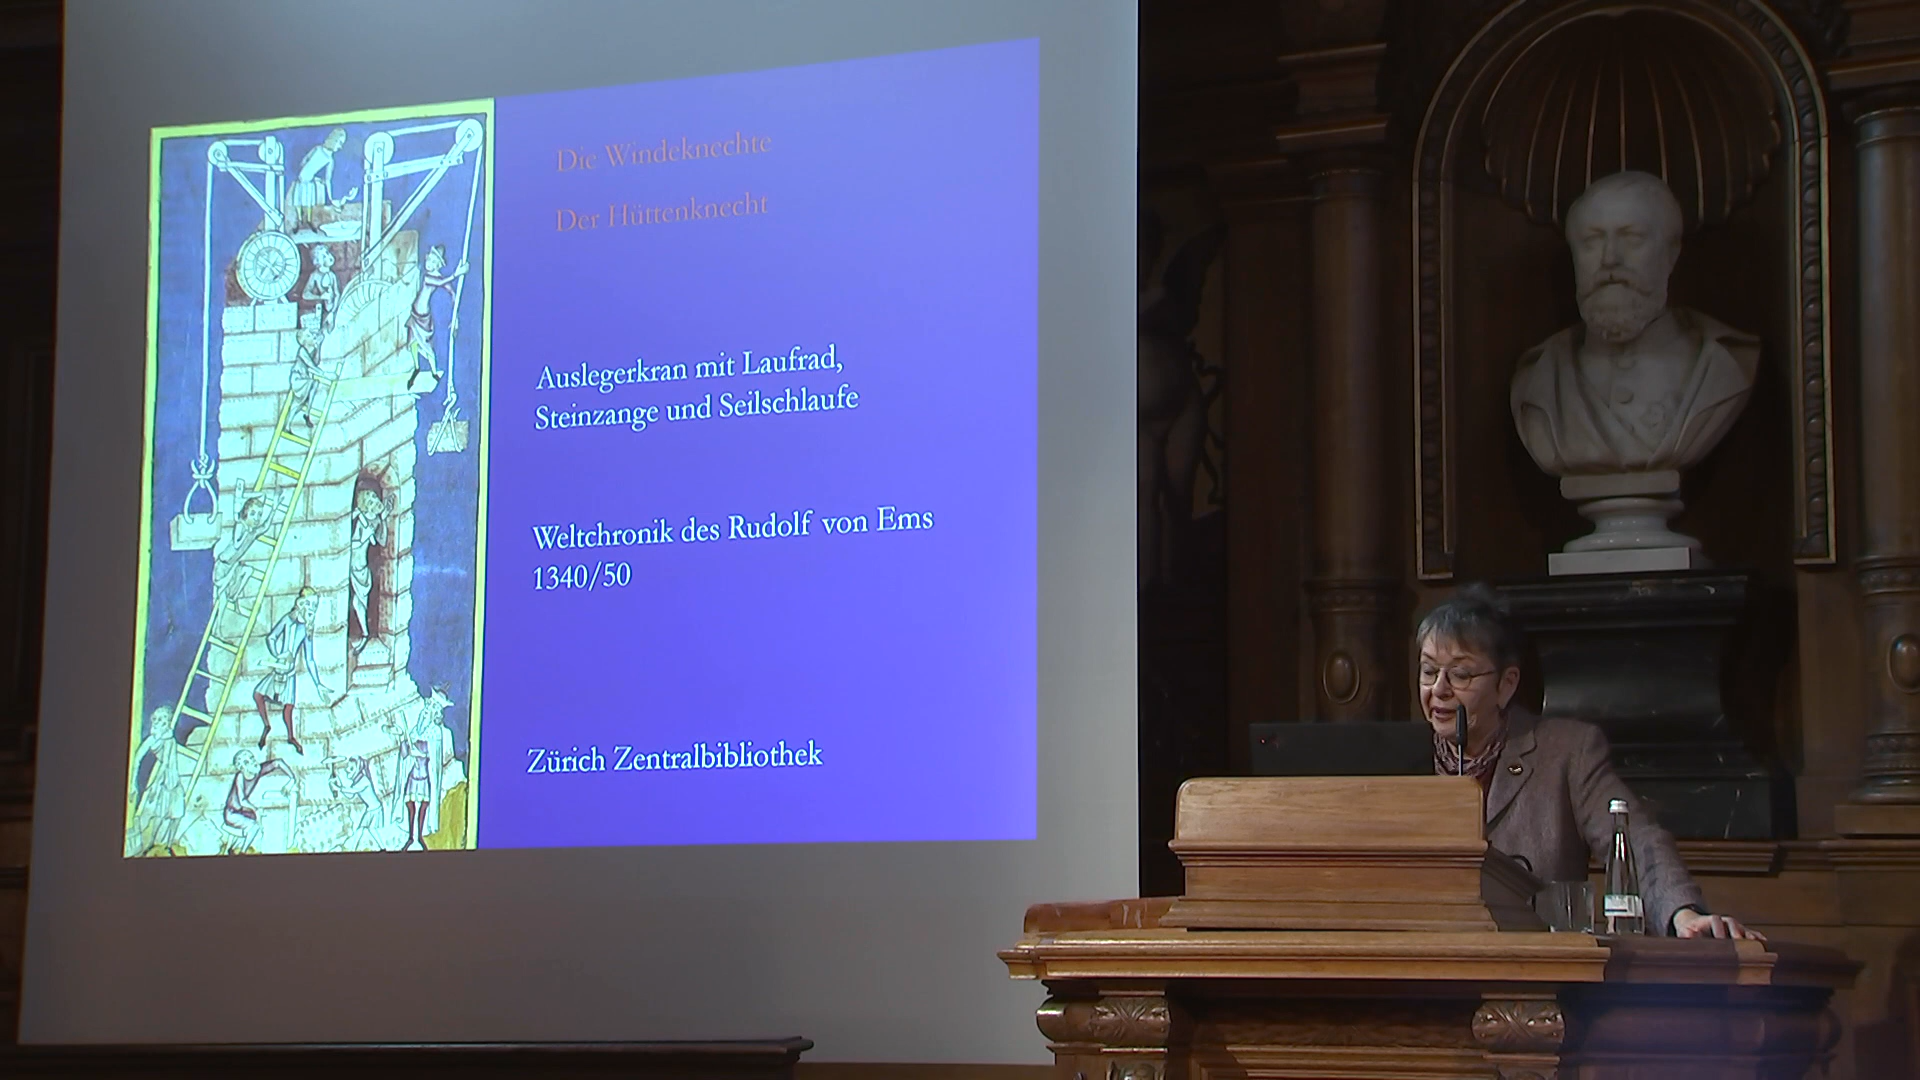 Die Windeknechte
Der Hüttenknecht
Auslegerkran mit Laufrad,
Steinzange und Seilschlaufe
Weltchronik des Rudolf von Ems
1340/50
Zürich Zentralbibliothek